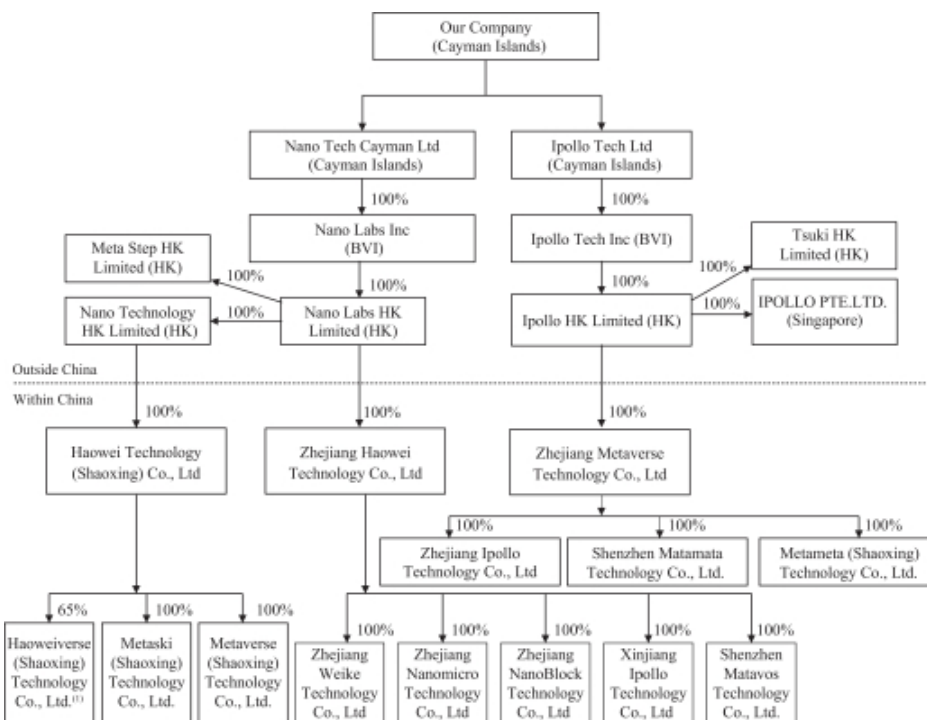 Our Company
(Cayman Islands)
Nano Tech Cayman Ltd
(Cayman Islands)
Ipollo Tech Ltd
(Cayman Islands)
100%
100%
Nano Labs Inc
(BVI)
Ipollo Tech Inc (BVI)
Meta Step HK
Limited (HK)
Tsuki HK
Limited (HK)
100%
100%
100%
100%
Nano Technology
HK Limited (HK)
100%
Nano Labs HK
Limited (HK)
Ipollo HK Limited (HK)
100%
IPOLLO PTE.LTD.
(Singapore)
Outside China
Within China
100%
100%
100%
Haowei Technology
(Shaoxing) Co., Ltd
Zhejiang Haowei
Technology Co., Ltd
Zhejiang Metaverse
Technology Co., Ltd
100%
100%
100%
Zhejiang Ipollo
Technology Co., Ltd
Shenzhen Matamata
Technology Co., Ltd.
Metameta (Shaoxing)
Technology Co., Ltd.
65%
100%
100%
Haoweiverse
(Shaoxing)
Technology
Co., Ltd.(1)
Metaski
(Shaoxing)
Technology
Co., Ltd.
Metaverse
(Shaoxing)
Technology
Co., Ltd.
100%
100%
100%
100%
100%
Zhejiang
Weike
Technology
Co., Ltd
Zhejiang
Nanomicro
Technology
Co., Ltd
Zhejiang
NanoBlock
Technology
Co., Ltd
Xinjiang
Ipollo
Technology
Co., Ltd
Shenzhen
Matavos
Technology
Co., Ltd.